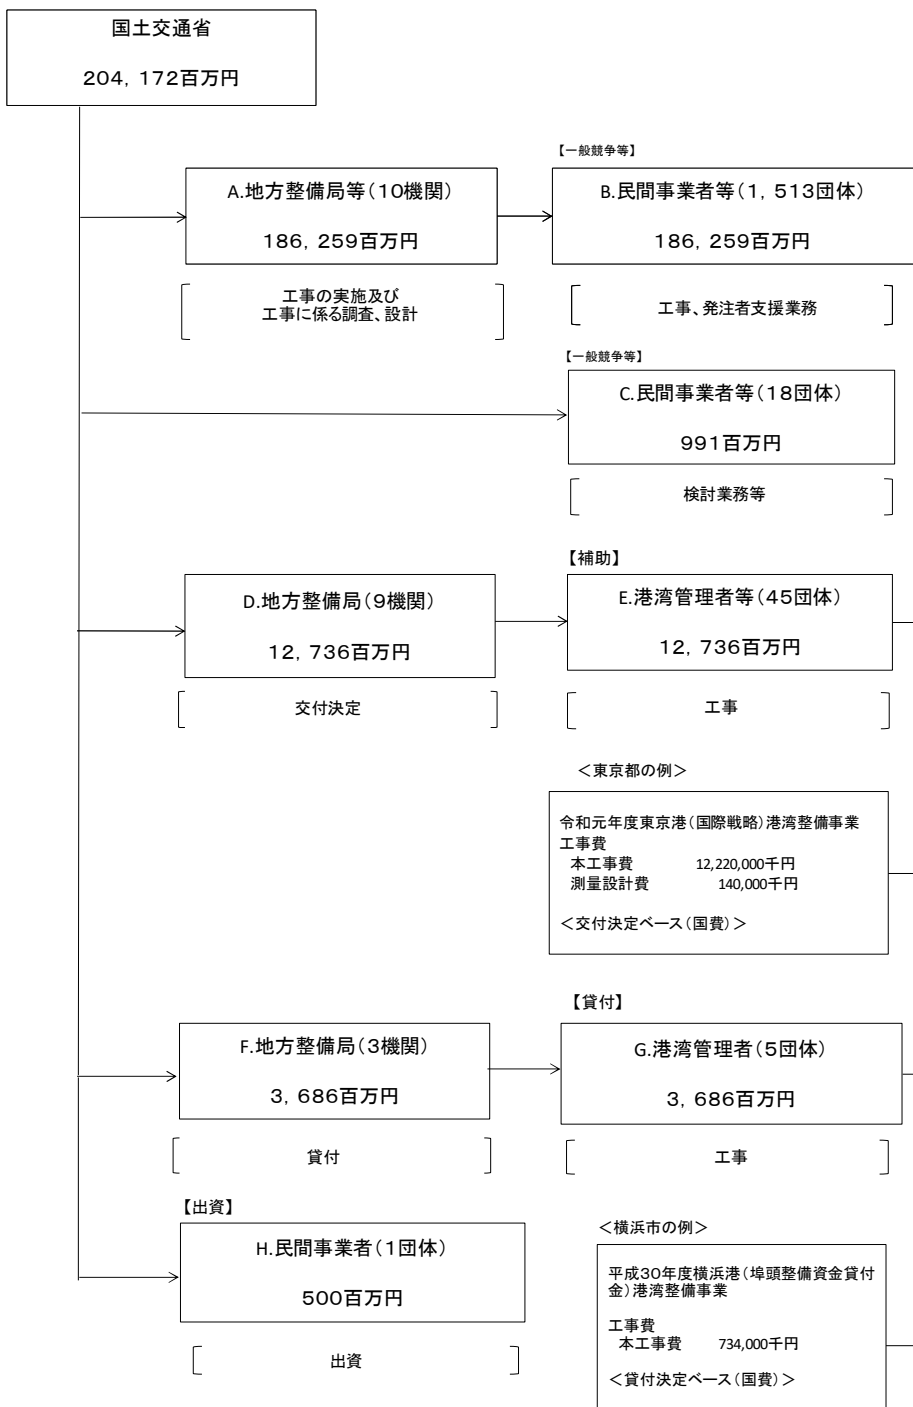 国土交通省
204，172百万円
【一般競争等】
A.地方整備局等（10機関）
186，259百万円
B.民間事業者等（1，513団体）
186，259百万円
工事の実施及び
工事に係る調査、設計
工事、発注者支援業務
【一般競争等】
C.民間事業者等（18団体）
991百万円
検討業務等
【補助】
D.地方整備局（9機関）
12，736百万円
E.港湾管理者等（45団体）
12，736百万円
交付決定
工事
＜東京都の例＞
令和元年度東京港（国際戦略）港湾整備事業
工事費
本工事費 12,220,000千円
測量設計費 140,000千円
＜交付決定ベース（国費）＞
【貸付】
F.地方整備局（3機関）
3，686百万円
G.港湾管理者（5団体）
3，686百万円
貸付
工事
【出資】
H.民間事業者（1団体）
500百万円
出資
＜横浜市の例＞
平成30年度横浜港（埠頭整備資金貸付
金）港湾整備事業
工事費
本工事費 734,000千円
＜貸付決定ベース（国費）＞